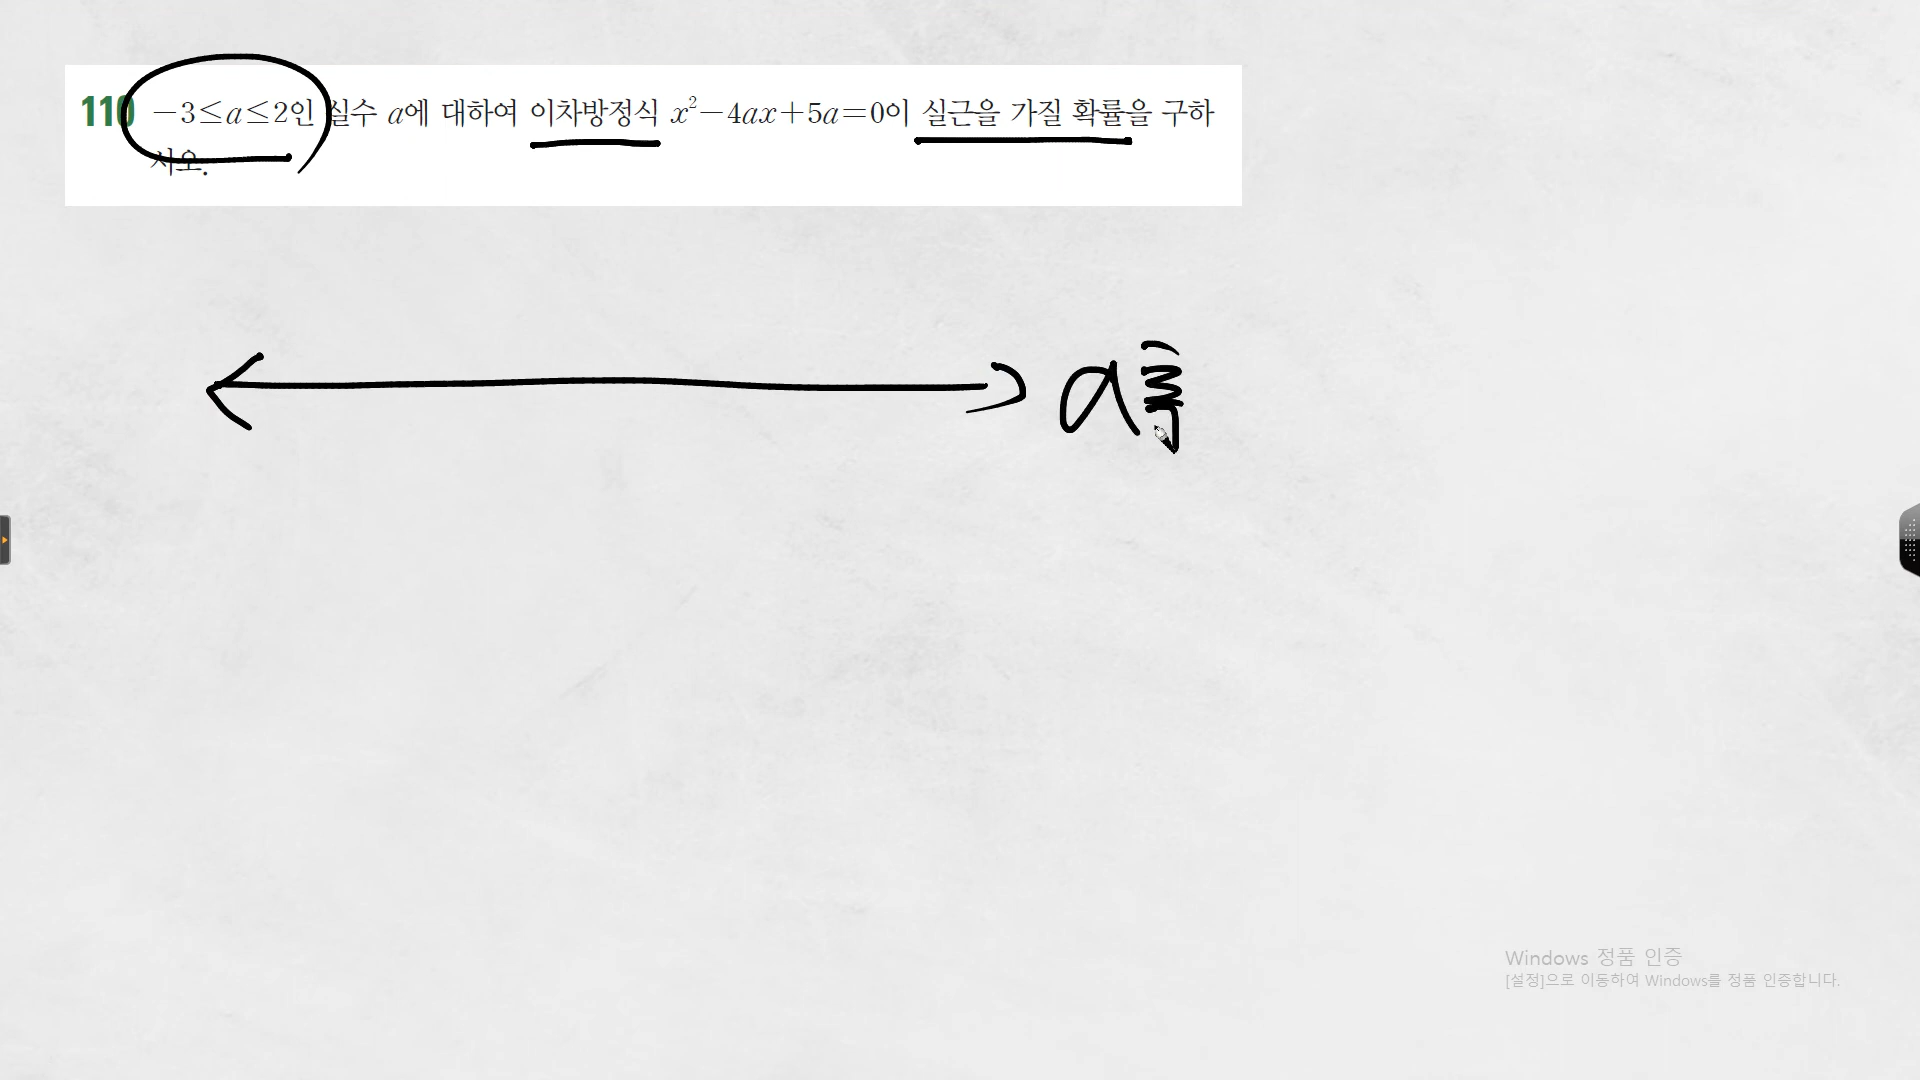 110 -3≤a≤2인 실수 a에 대하여 이차방정식 x²-4ax+5a=0이 실근을 가질 확률을 구하
시오.
a
Windows 정품 인증
[설정]으로 이동하여 Windows를 정품 인증합니다.